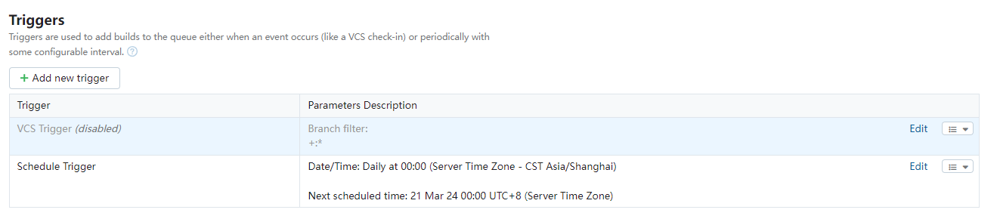 Triggers
Triggers are used to add builds to the queue either when an event occurs (like a VCS check-in) or periodically with
some configurable interval. ?
+ Add new trigger
Trigger Parameters Description
VCS Trigger (disabled) Branch filter: Edit
+:*
Schedule Trigger Date/Time: Daily at 00:00 (Server Time Zone - CST Asia/Shanghai) Edit
Next scheduled time: 21 Mar 24 00:00 UTC+8 (Server Time Zone)